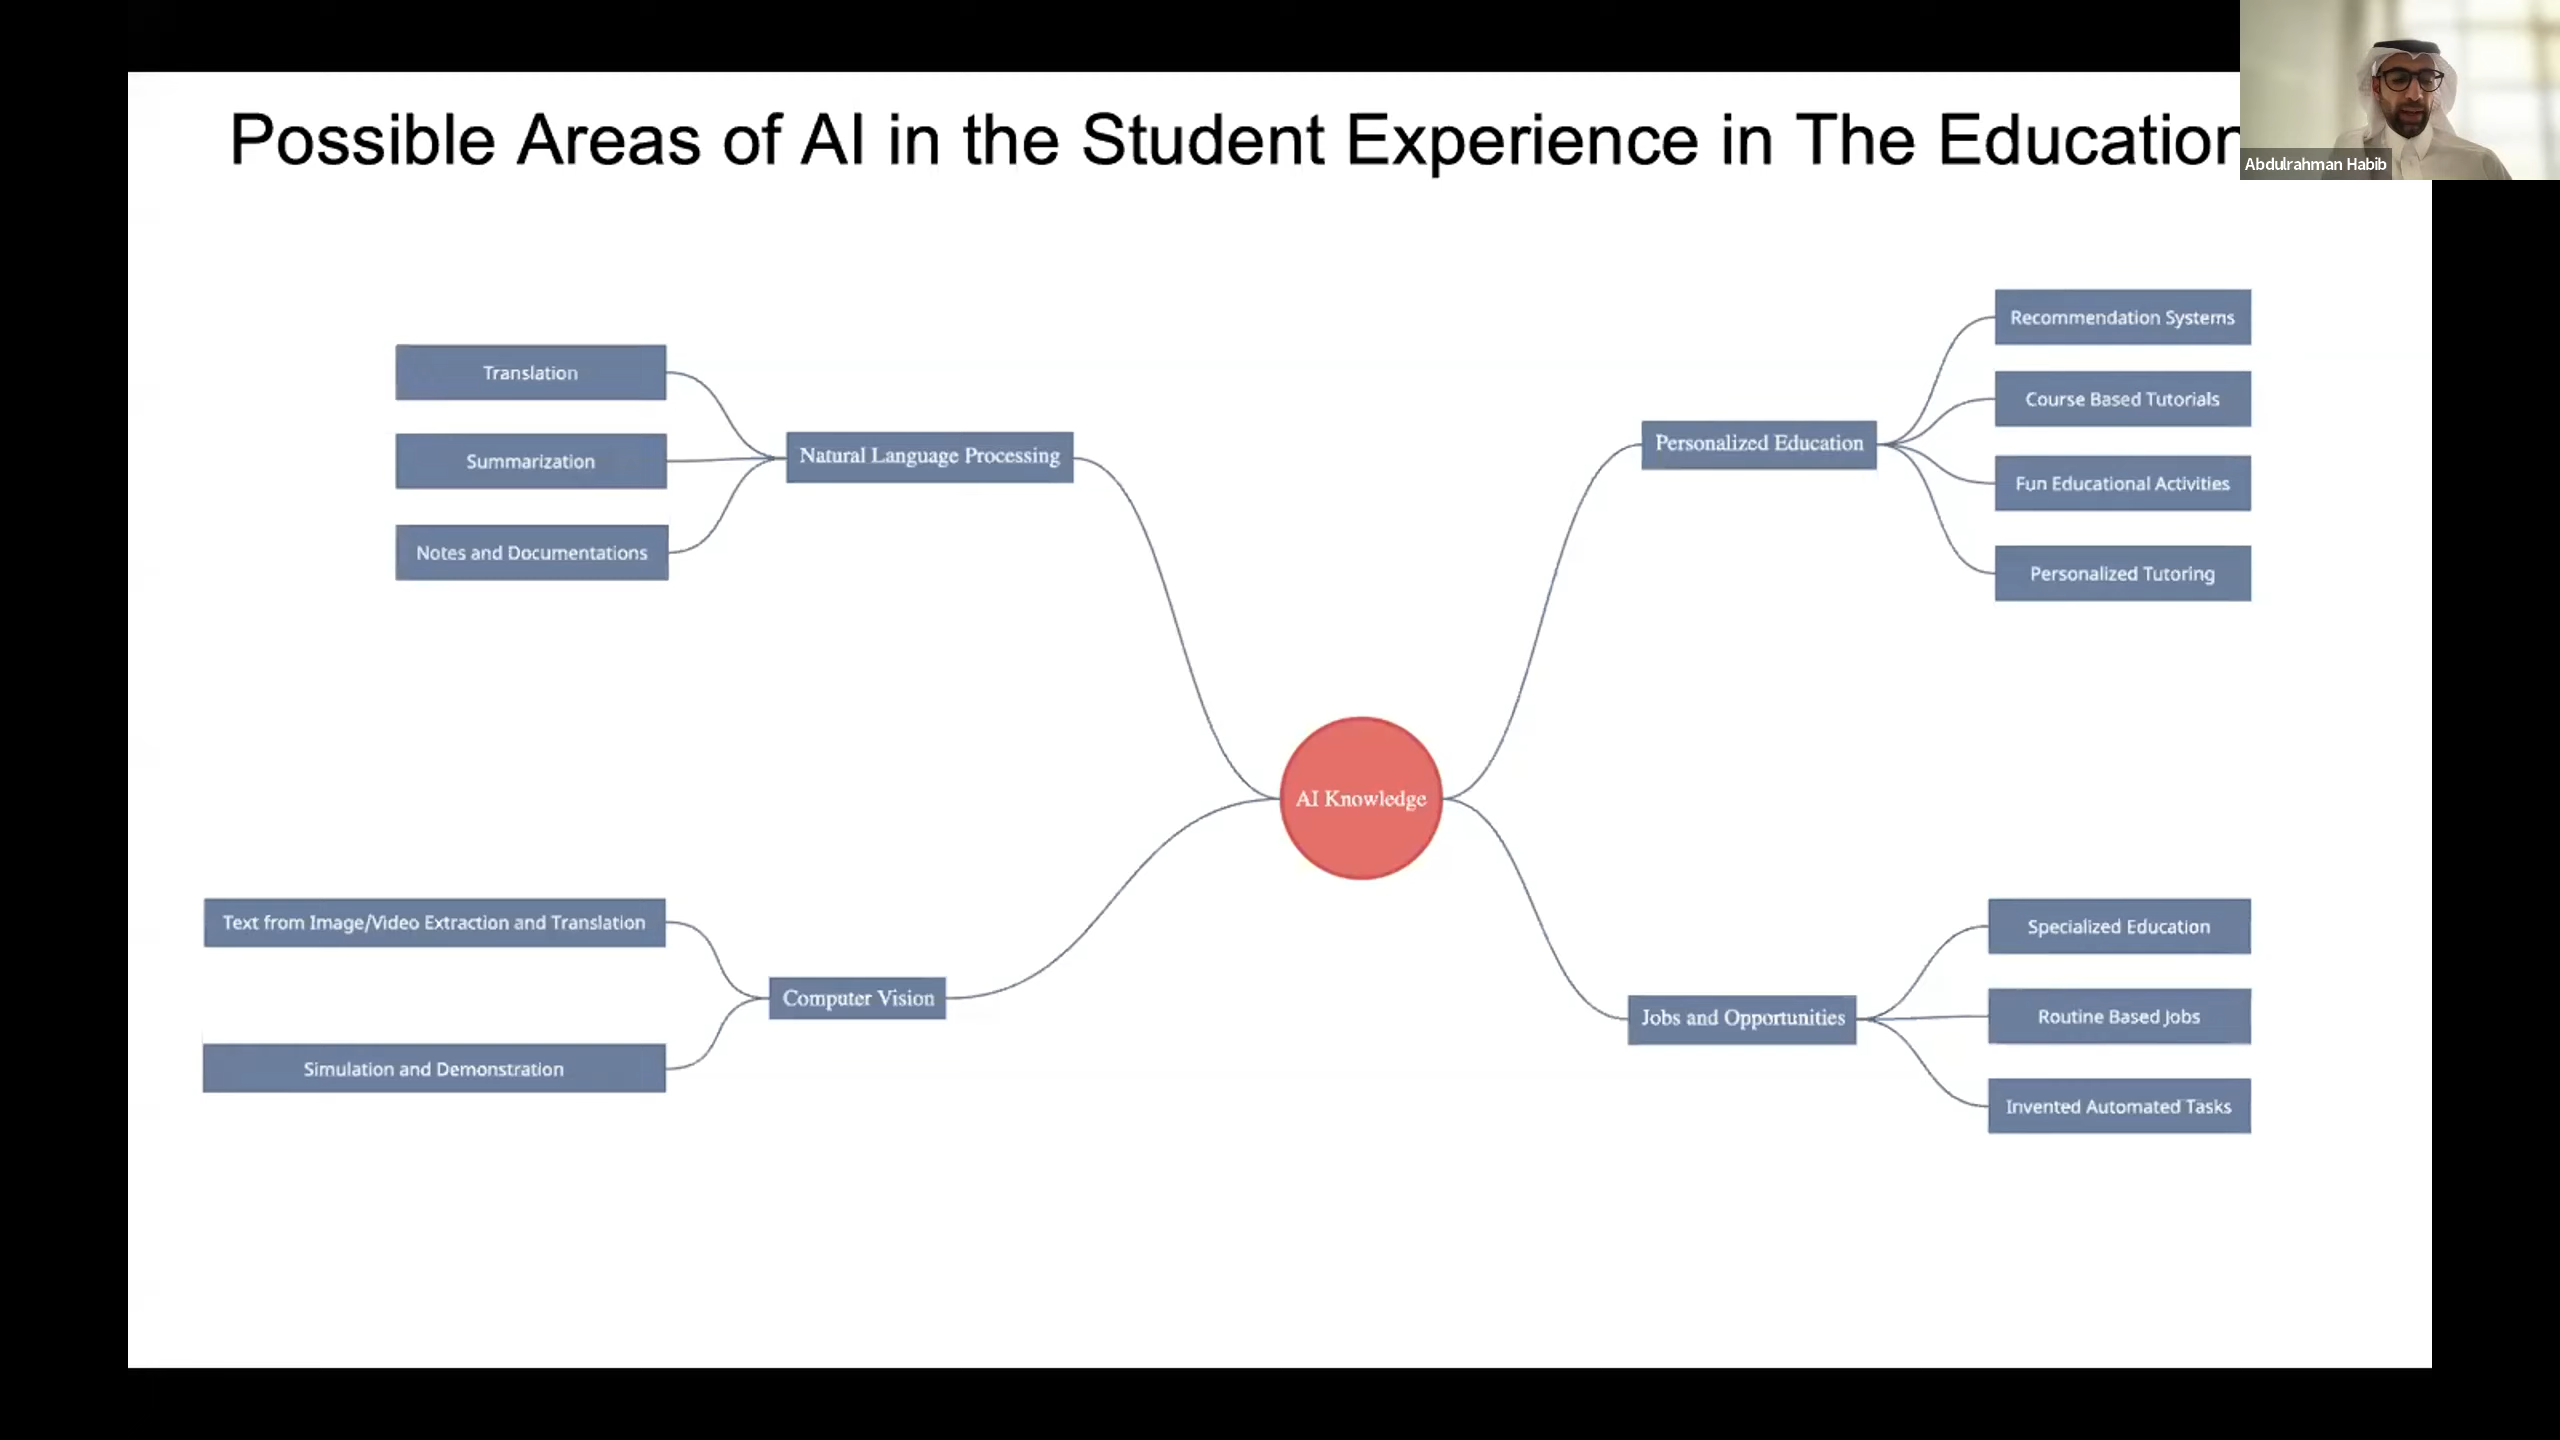 Possible Areas of AI in the Student Experience in The Education
Abdulrahman Habib
Translation
Summarization
Notes and Documentations
Natural Language Processing
Personalized Education
Recommendation Systems
Course Based Tutorials
Fun Educational Activities
Personalized Tutoring
AI Knowledge
Text from Image/Video Extraction and Translation
Simulation and Demonstration
Computer Vision
Jobs and Opportunities
Specialized Education
Routine Based Jobs
Invented Automated Tasks